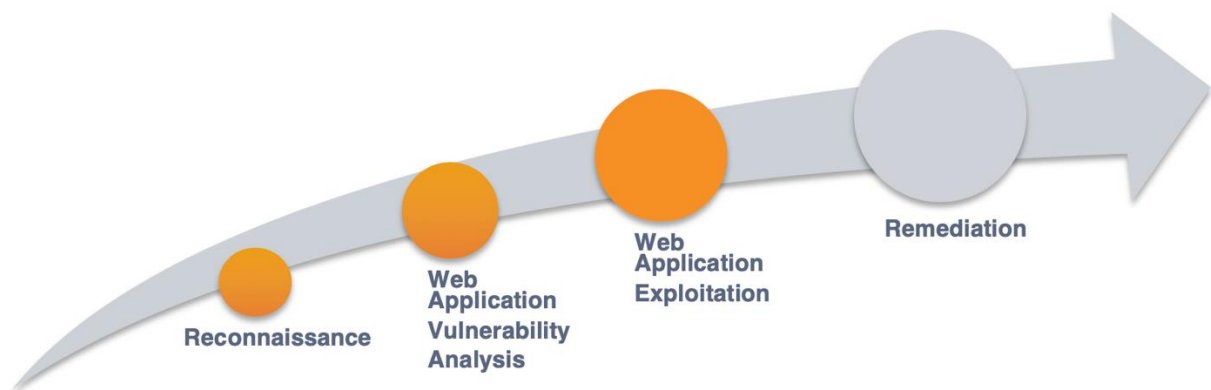 Reconnaissance
Web
Application
Vulnerability
Analysis
Web
Application
Exploitation
Remediation